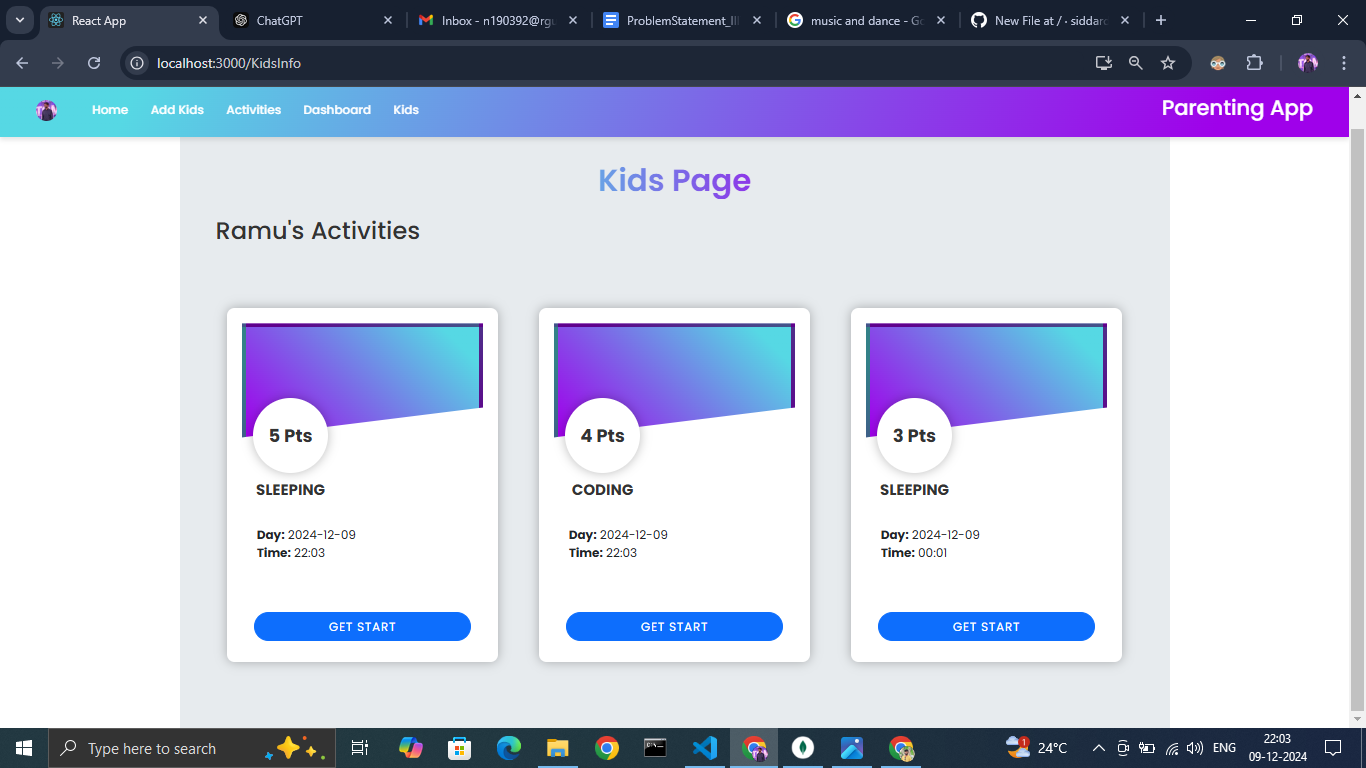 React App
ChatGPT
Inbox - n190392@rgu
ProblemStatement_II
music and dance - Go
New File at / · siddard
localhost:3000/KidsInfo
Home Add Kids Activities Dashboard Kids Parenting App
Kids Page
Ramu's Activities
5 Pts
SLEEPING
Day: 2024-12-09
Time: 22:03
GET START
4 Pts
CODING
Day: 2024-12-09
Time: 22:03
GET START
3 Pts
SLEEPING
Day: 2024-12-09
Time: 00:01
GET START
Type here to search
1
24°C
ENG
22:03
09-12-2024